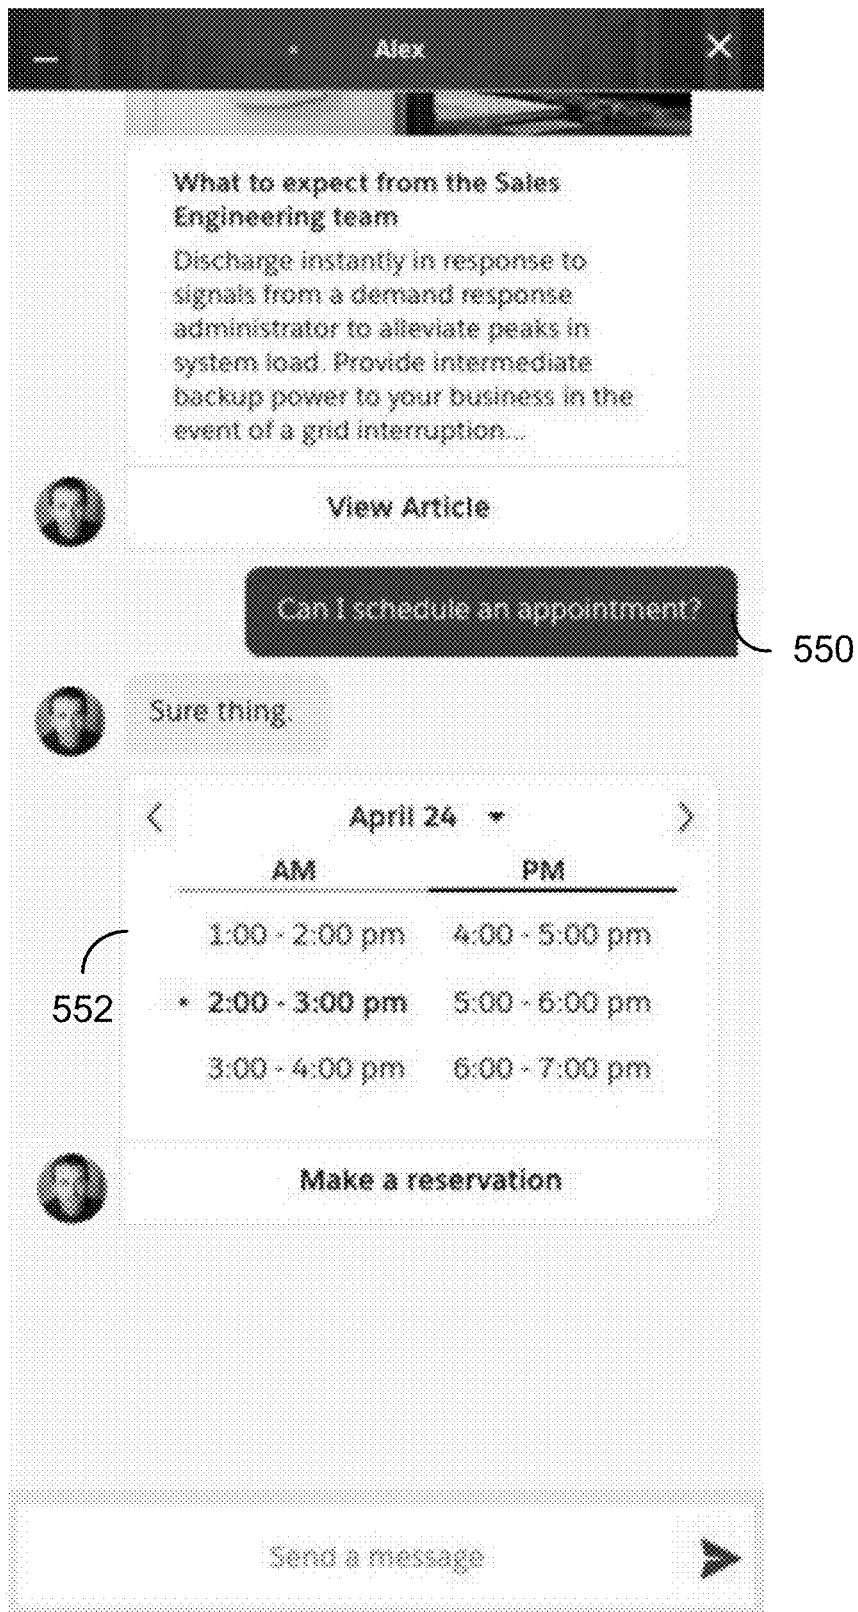 Alex
What to expect from the Sales
Engineering team
Discharge instantly in response to
signals from a demand response
administrator to alleviate peaks in
system load. Provide intermediate
backup power to your business in the
event of a grid interruption...
View Article
Can I schedule an appointment?
550
Sure thing.
April 24
AM PM
1:00 - 2:00 pm 4:00 - 5:00 pm
552
• 2:00 - 3:00 pm 5:00 - 6:00 pm
3:00 - 4:00 pm 6:00 - 7:00 pm
Make a reservation
Send a message